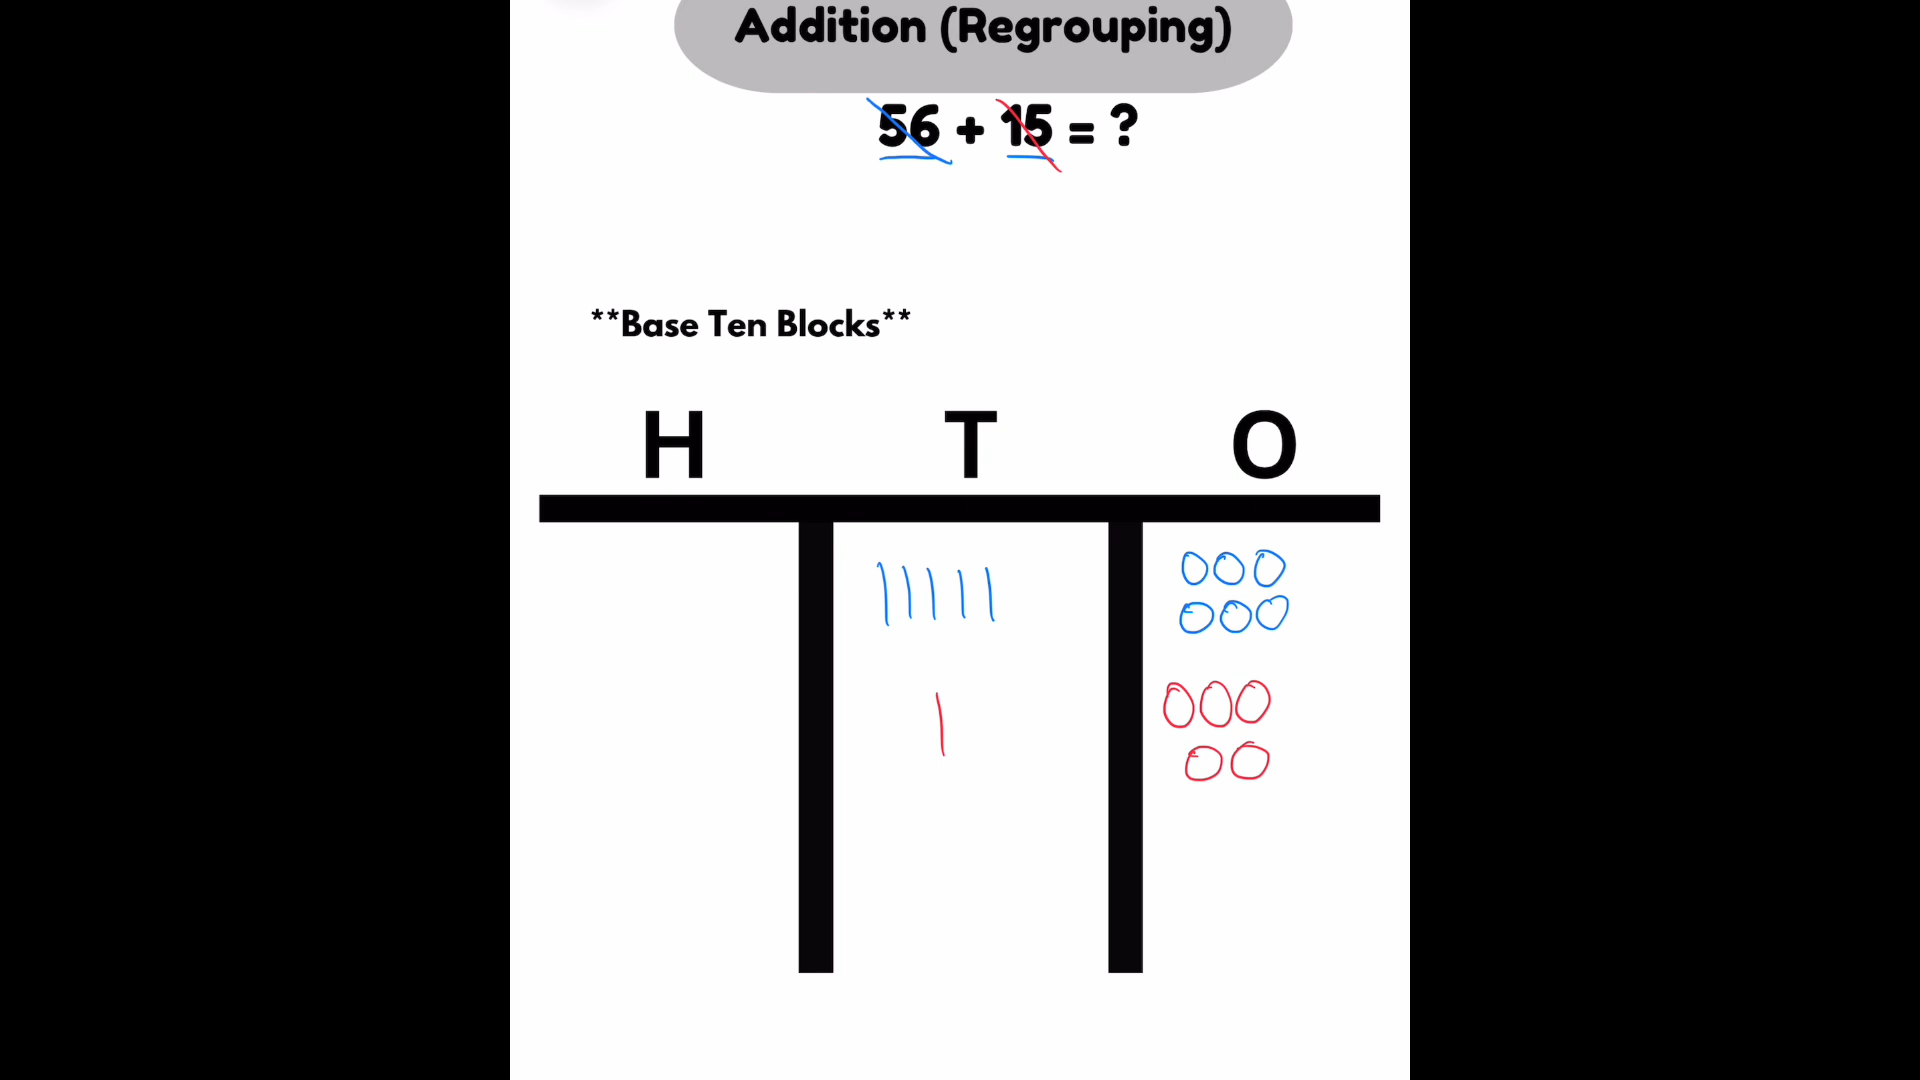 Addition (Regrouping)
56 + 15 = ?
**Base Ten Blocks**
H T O